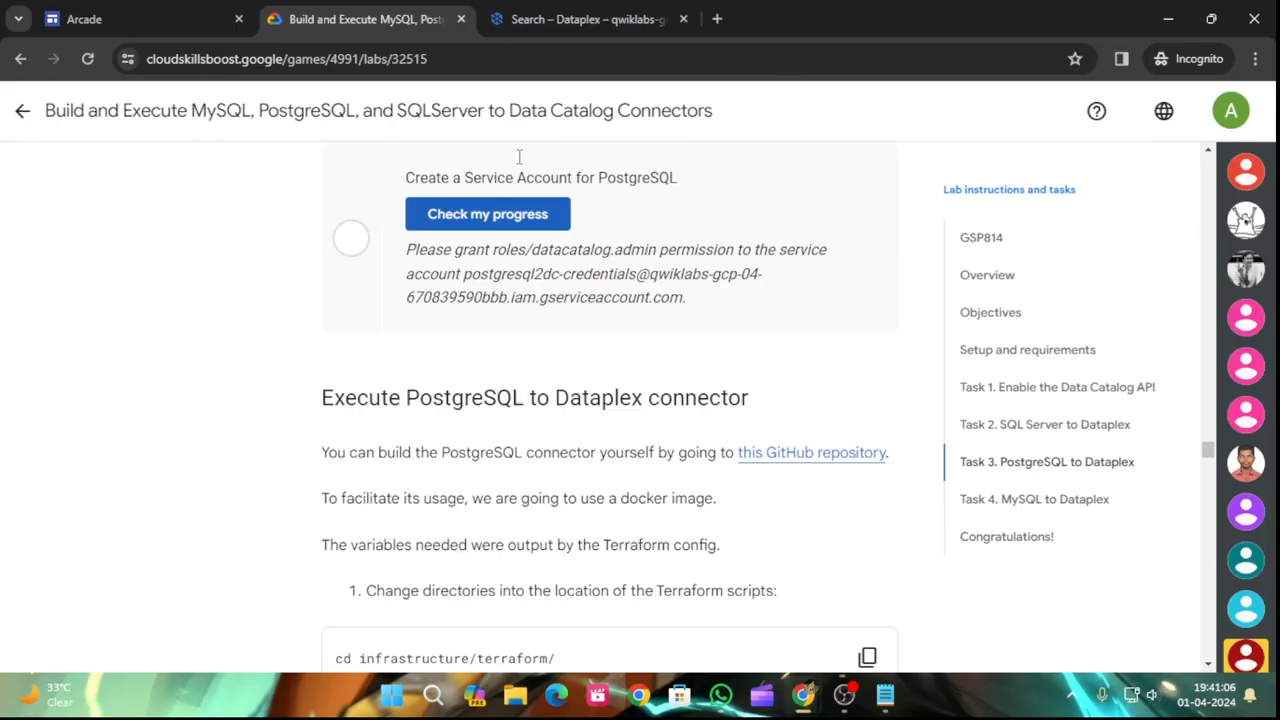 Arcade
Build and Execute MySQL, Post
Search – Dataplex – qwiklabs-g
cloudskillsboost.google/games/4991/labs/32515
Incognito
Build and Execute MySQL, PostgreSQL, and SQLServer to Data Catalog Connectors
A
Create a Service Account for PostgreSQL
Check my progress
Please grant roles/datacatalog.admin permission to the service
account postgresql2dc-credentials@qwiklabs-gcp-04-
670839590bbb.iam.gserviceaccount.com.
Execute PostgreSQL to Dataplex connector
You can build the PostgreSQL connector yourself by going to this GitHub repository.
To facilitate its usage, we are going to use a docker image.
The variables needed were output by the Terraform config.
1. Change directories into the location of the Terraform scripts:
cd infrastructure/terraform/
Lab instructions and tasks
GSP814
Overview
Objectives
Setup and requirements
Task 1. Enable the Data Catalog API
Task 2. SQL Server to Dataplex
Task 3. PostgreSQL to Dataplex
Task 4. MySQL to Dataplex
Congratulations!
33°C
Clear
PRE
19:41:06
01-04-2024